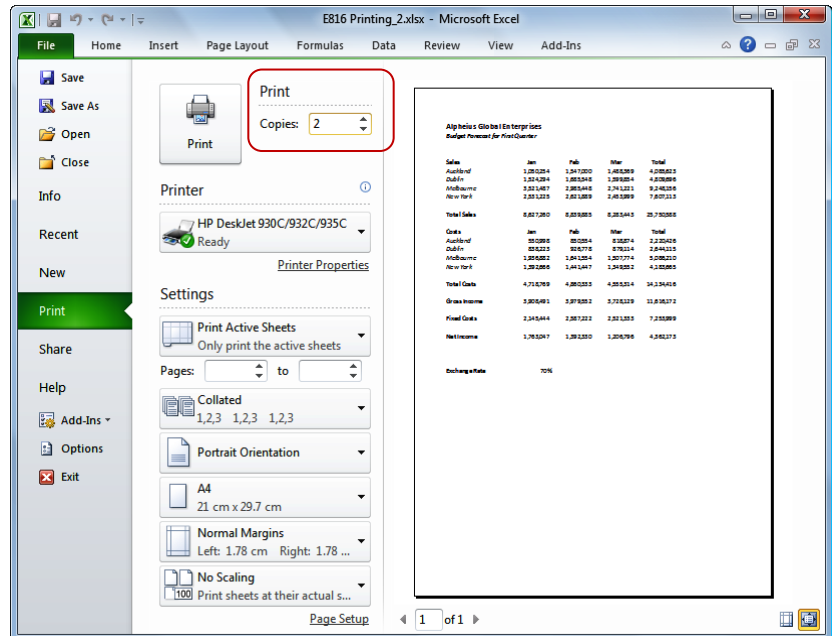 E816 Printing_2.xlsx - Microsoft Excel
File Home Insert Page Layout Formulas Data Review View Add-Ins
Save
Save As
Open
Close
Info
Recent
New
Print
Share
Help
Add-Ins
Options
Exit
Print
Print
Copies: 2
Printer
HP DeskJet 930C/932C/935C
Ready
Printer Properties
Settings
Print Active Sheets
Only print the active sheets
Pages: to
Collated
1,2,3 1,2,3 1,2,3
Portrait Orientation
A4
21 cm x 29.7 cm
Normal Margins
Left: 1.78 cm Right: 1.78 ...
No Scaling
100 Print sheets at their actual s...
Page Setup
Alpheius Global Enterprises
Budget Forecast for First Quarter
Sales Jan Feb Mar Total
Auckland
Dublin
Melbourne
New York
Total Sales
Costs Jan Feb Mar Total
Auckland
Dublin
Melbourne
New York
Total Costs
Gross Income
Fixed Costs
Net Income
Exchange Rate 70%
1 of 1